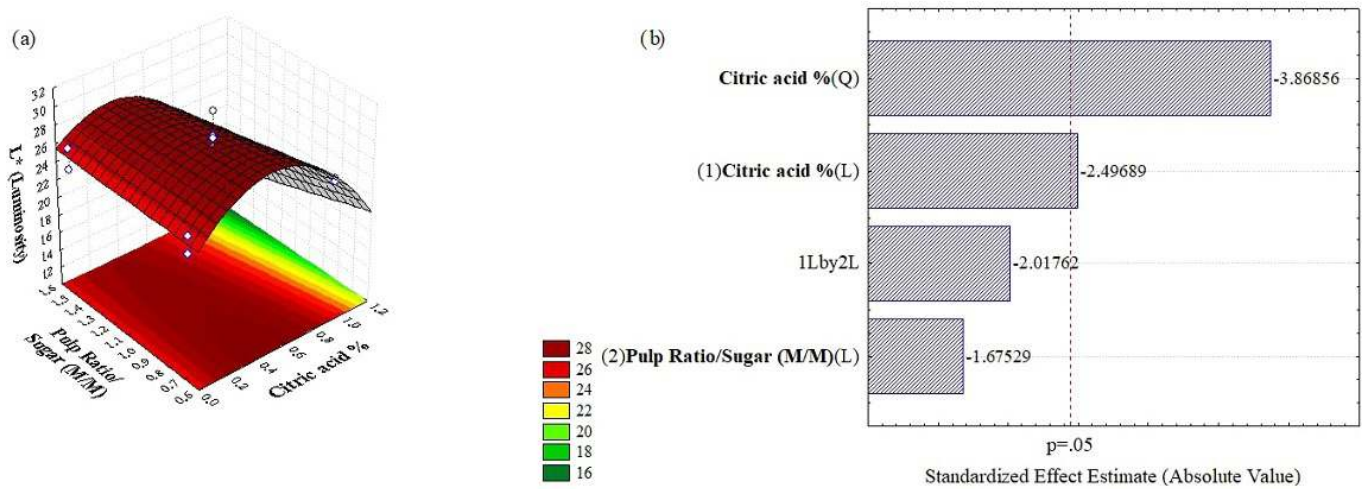 (a)
32
30
28
26
24
22
20
18
16
14
12
L* (Luminosity)
Pulp Ratio/
Sugar (M/M)
0.0
0.2
0.4
0.6
0.8
1.0
1.2
Citric acid %
28
26
24
22
20
18
16
(b)
Citric acid %(Q)
-3.86856
(1)Citric acid %(L)
-2.49689
1Lby2L
-2.01762
(2)Pulp Ratio/Sugar (M/M)(L)
-1.67529
p=.05
Standardized Effect Estimate (Absolute Value)